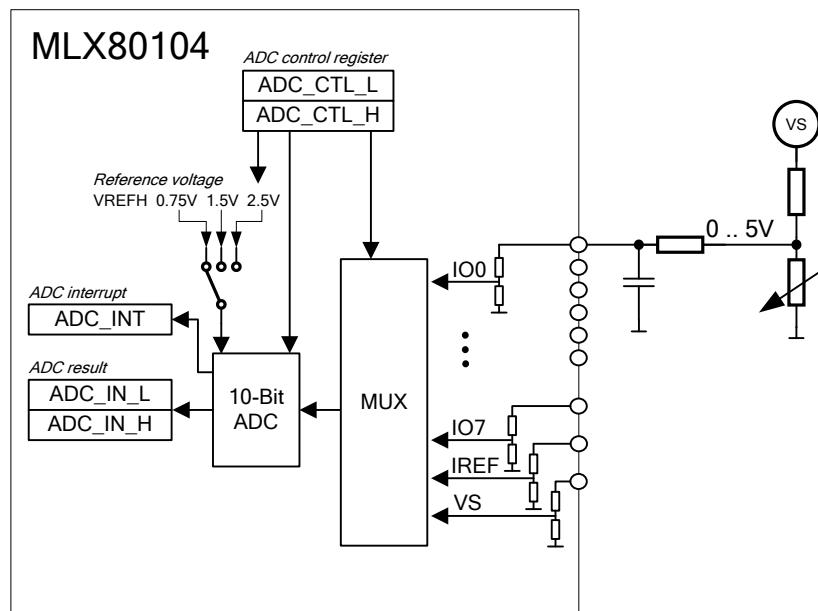 MLX80104
ADC control register
ADC_CTL_L
ADC_CTL_H
VS
Reference voltage
VREFH 0.75V 1.5V 2.5V
0 .. 5V
IO0
ADC interrupt
ADC_INT
ADC result
ADC_IN_L
ADC_IN_H
10-Bit
ADC
MUX
IO7
IREF
VS